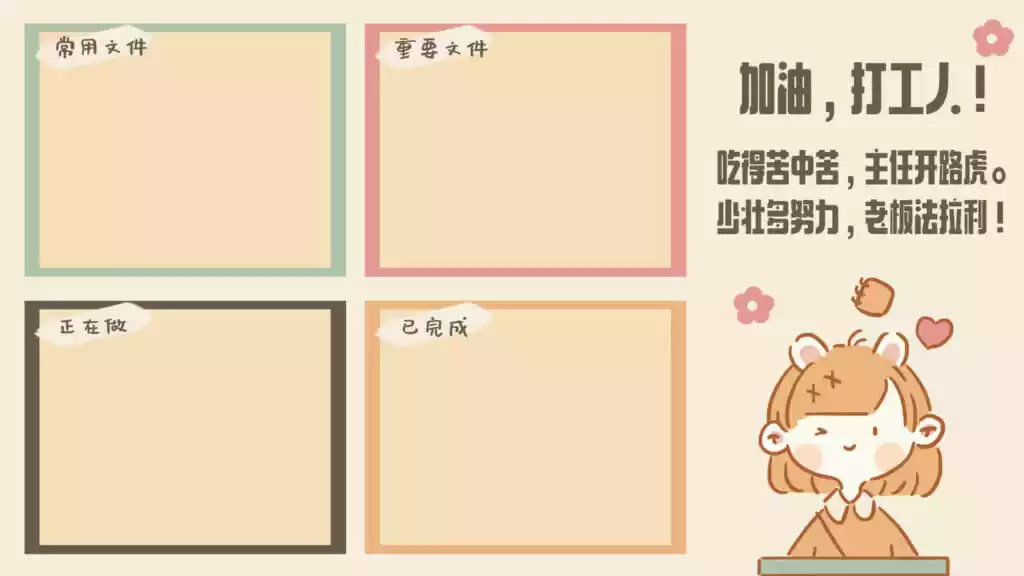 常用文件
重要文件
加油，打工人！
吃得苦中苦，主任开路虎。
少壮多努力，老板法拉利！
正在做
已完成